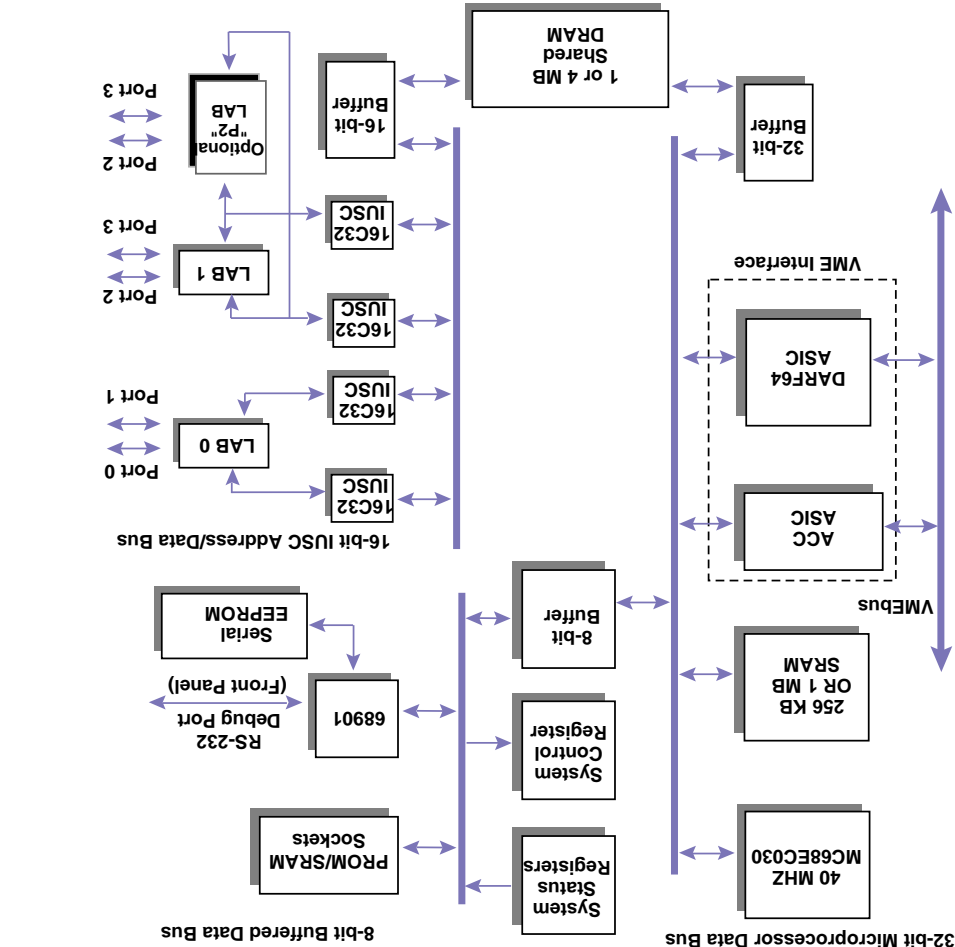 32-bit Microprocessor Data Bus
40 MHZ
MC68EC030
256 KB
OR 1 MB
SRAM
VMEbus
ACC
ASIC
DARF64
ASIC
VME Interface
32-bit
Buffer
1 or 4 MB
Shared
DRAM
8-bit Buffered Data Bus
System
Status
Registers
System
Control
Register
8-bit
Buffer
PROM/SRAM
Sockets
RS-232
Debug Port
(Front Panel)
68901
Serial
EEPROM
16-bit IUSC Address/Data Bus
16C32
IUSC
16C32
IUSC
16C32
IUSC
16C32
IUSC
16-bit
Buffer
Port 0
LAB 0
Port 1
Port 2
LAB 1
Port 3
Port 2
Optional
"P2"
LAB
Port 3